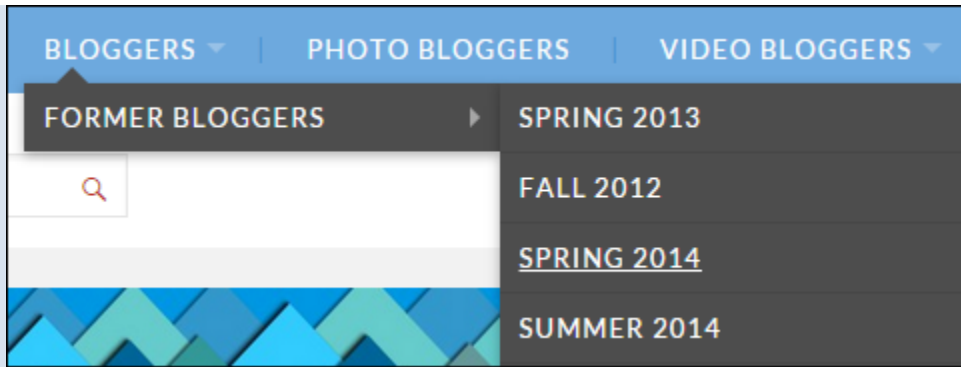 BLOGGERS PHOTO BLOGGERS VIDEO BLOGGERS
FORMER BLOGGERS
SPRING 2013
FALL 2012
SPRING 2014
SUMMER 2014